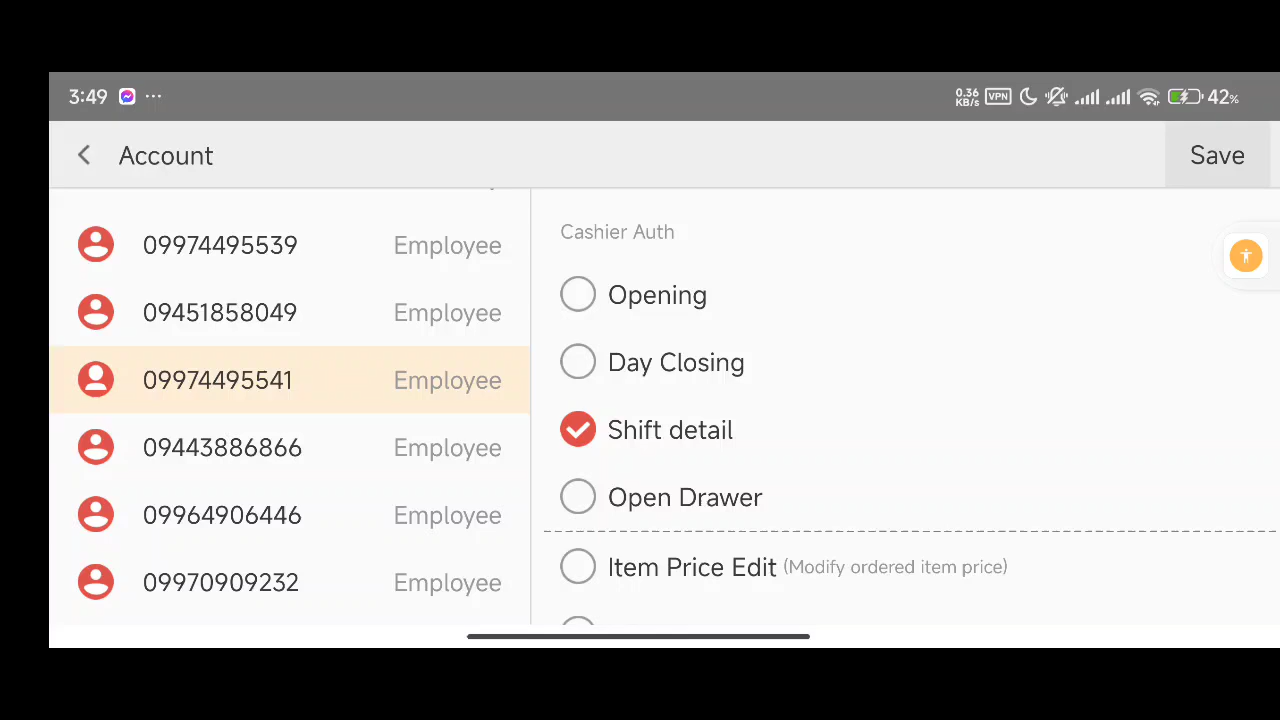 3:49 ... 0.36 KB/s VPN 42%
Account Save
09974495539 Employee
09451858049 Employee
09974495541 Employee
09443886866 Employee
09964906446 Employee
09970909232 Employee
Cashier Auth
Opening
Day Closing
Shift detail
Open Drawer
Item Price Edit (Modify ordered item price)